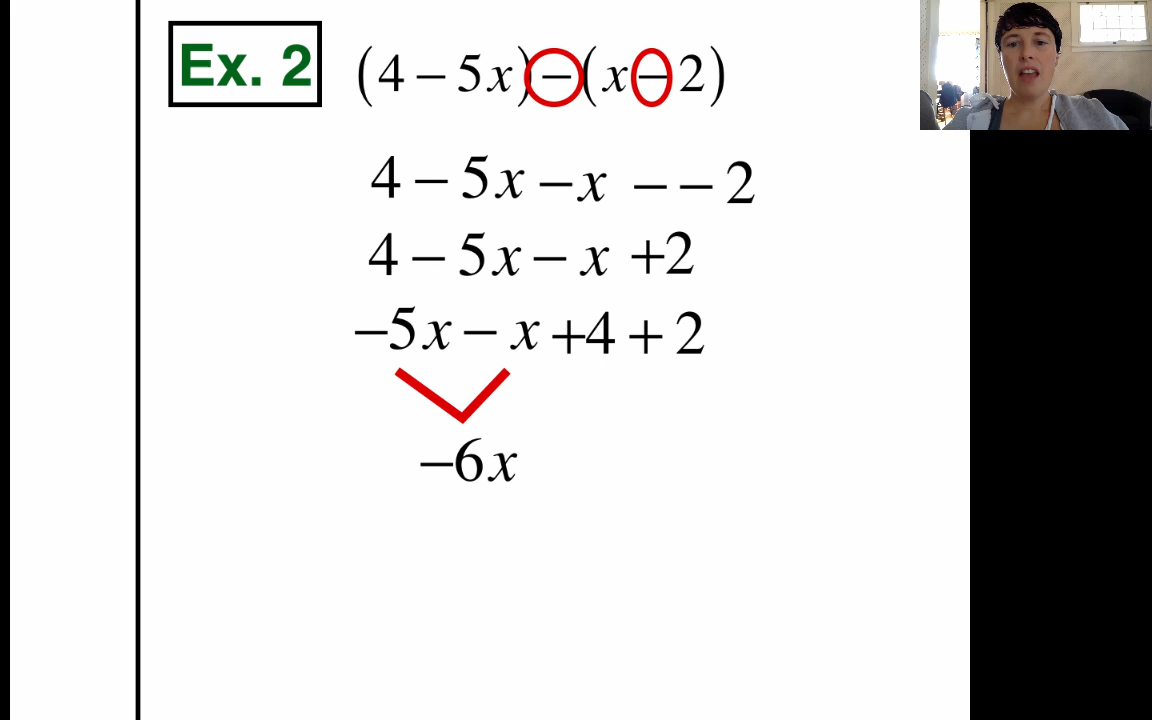 Ex. 2 (4 − 5x) − (x − 2)
4 − 5x − x − − 2
4 − 5x − x +2
−5x − x +4 + 2
−6x